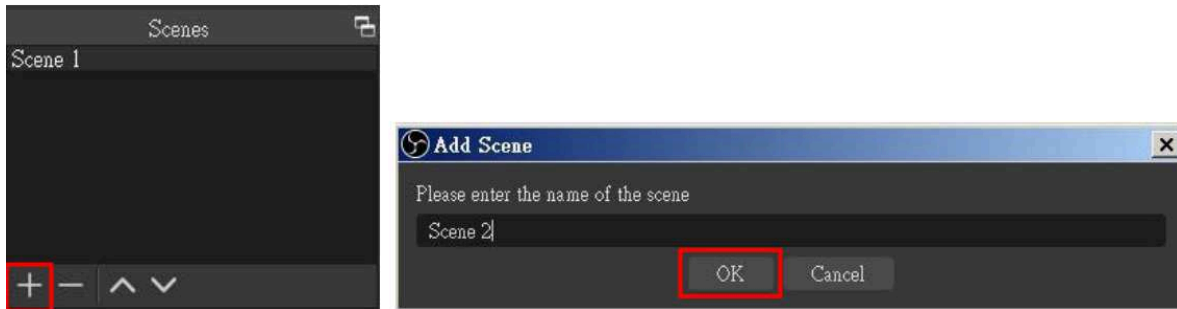 Scenes
Scene 1
Add Scene
Please enter the name of the scene
Scene 2
OK Cancel